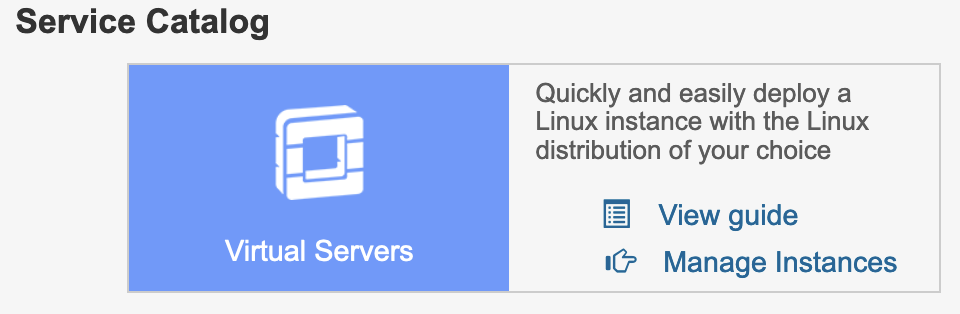 Service Catalog
Quickly and easily deploy a
Linux instance with the Linux
distribution of your choice
View guide
Virtual Servers
Manage Instances